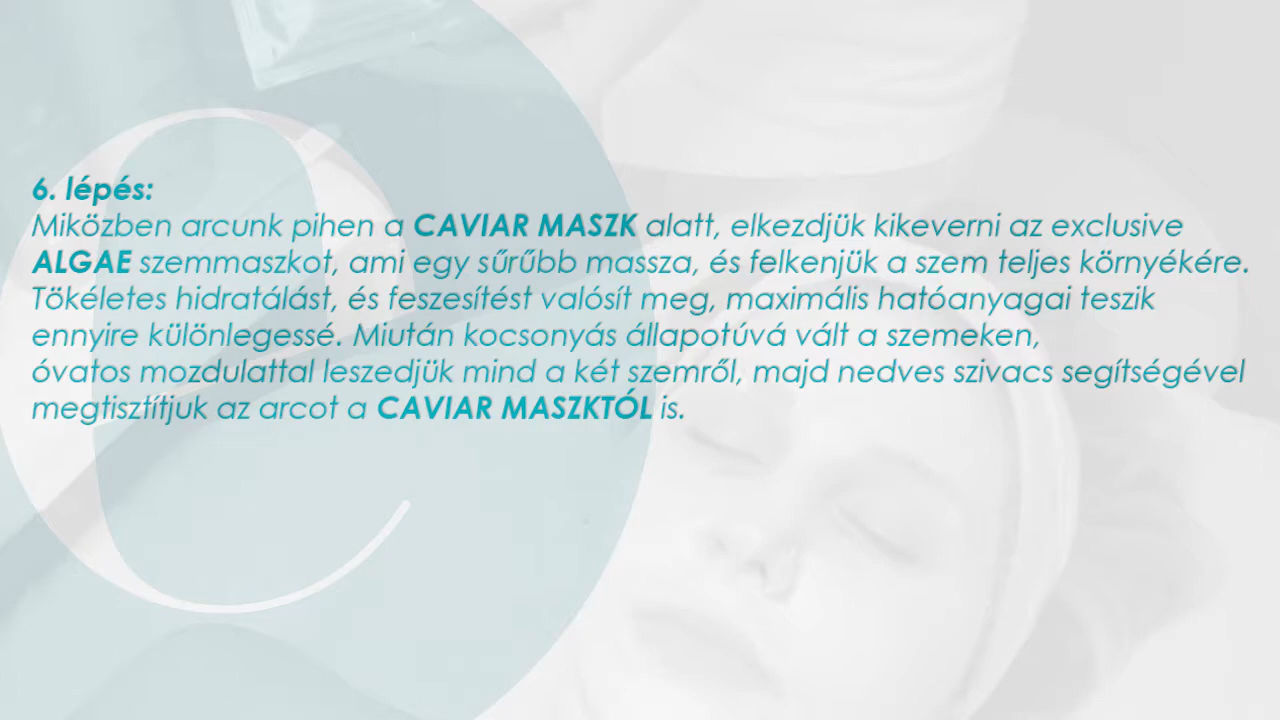 6. lépés:
Miközben arcunk pihen a CAVIAR MASZK alatt, elkezdjük kikeverni az exclusive
ALGAE szemmaszkot, ami egy sűrűbb massza, és felkenjük a szem teljes környékére.
Tökéletes hidratálást, és feszesítést valósít meg, maximális hatóanyagai teszik
ennyire különlegessé. Miután kocsonyás állapotúvá vált a szemeken,
óvatos mozdulattal leszedjük mind a két szemről, majd nedves szivacs segítségével
megtisztítjuk az arcot a CAVIAR MASZKTÓL is.